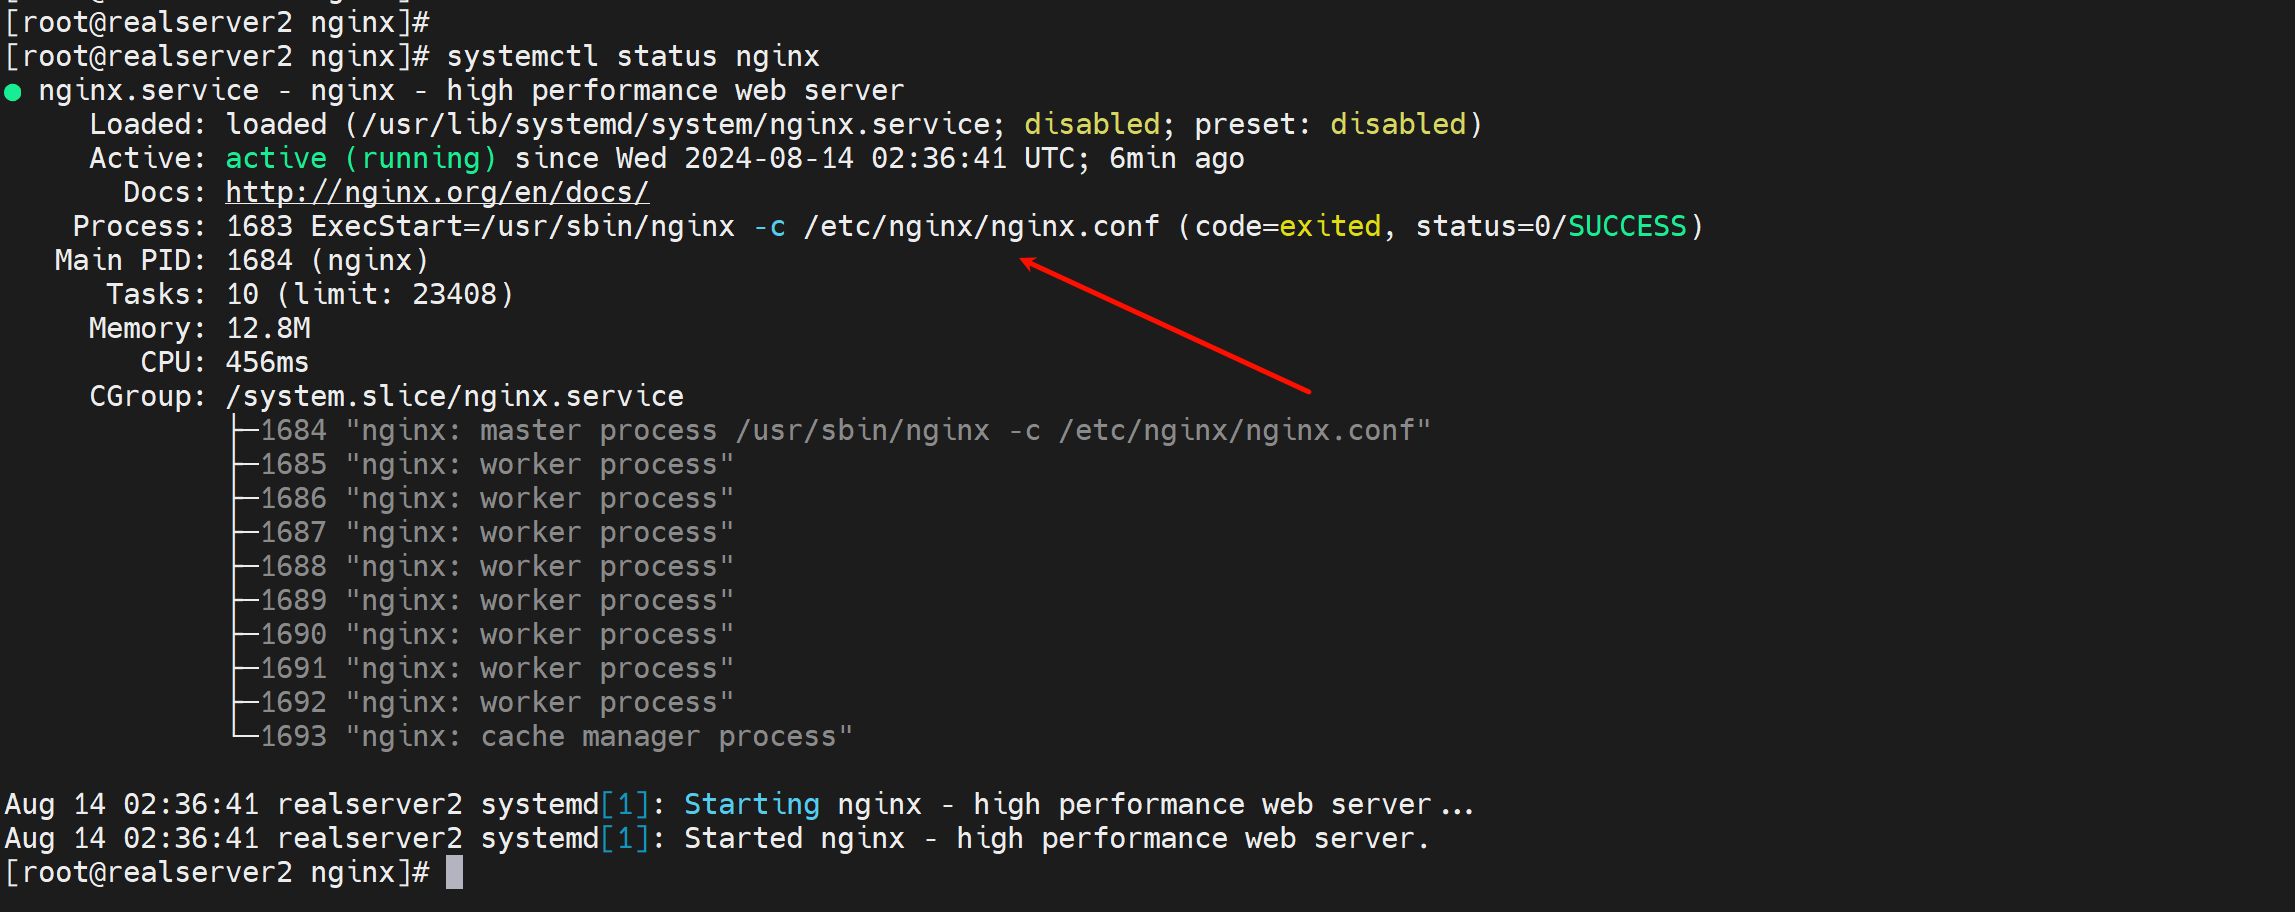 [root@realserver2 nginx]#
[root@realserver2 nginx]# systemctl status nginx
● nginx.service - nginx - high performance web server
Loaded: loaded (/usr/lib/systemd/system/nginx.service; disabled; preset: disabled)
Active: active (running) since Wed 2024-08-14 02:36:41 UTC; 6min ago
Docs: http://nginx.org/en/docs/
Process: 1683 ExecStart=/usr/sbin/nginx -c /etc/nginx/nginx.conf (code=exited, status=0/SUCCESS)
Main PID: 1684 (nginx)
Tasks: 10 (limit: 23408)
Memory: 12.8M
CPU: 456ms
CGroup: /system.slice/nginx.service
├─1684 "nginx: master process /usr/sbin/nginx -c /etc/nginx/nginx.conf"
├─1685 "nginx: worker process"
├─1686 "nginx: worker process"
├─1687 "nginx: worker process"
├─1688 "nginx: worker process"
├─1689 "nginx: worker process"
├─1690 "nginx: worker process"
├─1691 "nginx: worker process"
├─1692 "nginx: worker process"
└─1693 "nginx: cache manager process"
Aug 14 02:36:41 realserver2 systemd[1]: Starting nginx - high performance web server...
Aug 14 02:36:41 realserver2 systemd[1]: Started nginx - high performance web server.
[root@realserver2 nginx]#